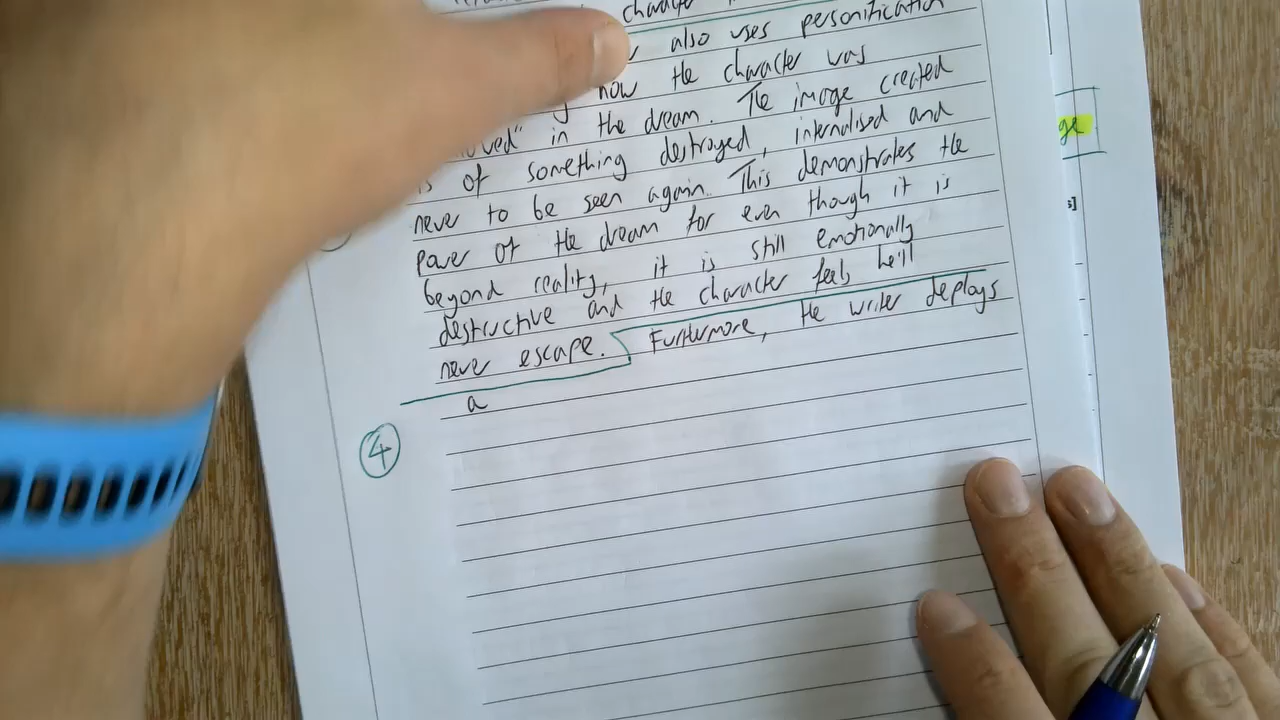 character
also uses personification
how the character was
in the dream. The image created
is of something destroyed, internalised and
never to be seen again. This demonstrates the
power of the dream for even though it is
beyond reality, it is still emotionally
destructive and the character feels he'll
never escape. Furthermore, the writer deploys
a
4
ge
s]